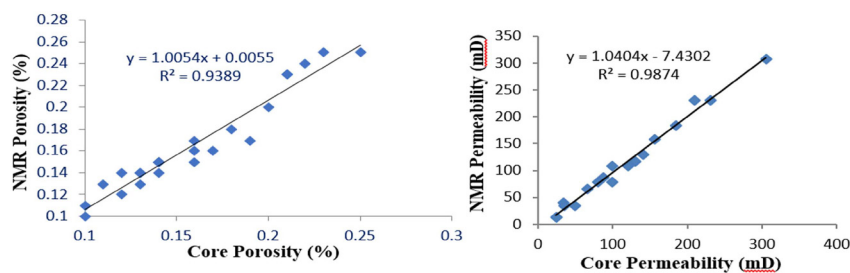 0.28
0.26
0.24
0.22
0.2
0.18
0.16
0.14
0.12
0.1
NMR Porosity (%)
y = 1.0054x + 0.0055
R² = 0.9389
0.1 0.15 0.2 0.25 0.3
Core Porosity (%)
350
300
250
200
150
100
50
0
NMR Permeability (mD)
y = 1.0404x - 7.4302
R² = 0.9874
0 100 200 300 400
Core Permeability (mD)